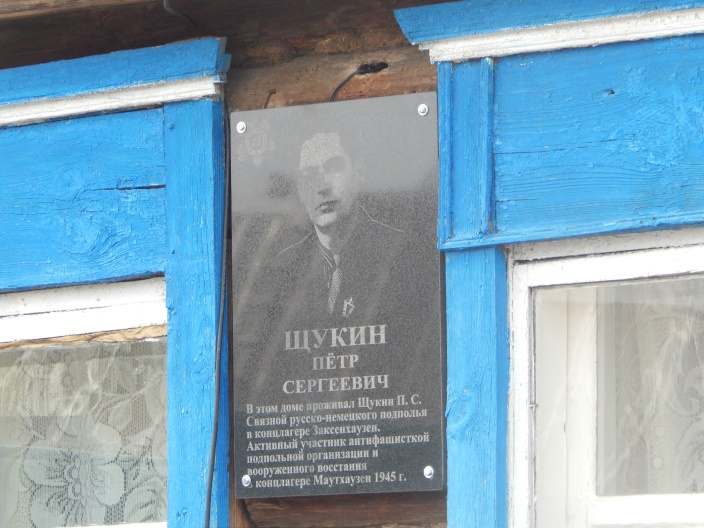 ЩУКИН
ПЁТР
СЕРГЕЕВИЧ
В этом доме проживал Щукин П. С.
Связной русско-немецкого подполья
в концлагере Заксенхаузен.
Активный участник антифашисткой
подпольной организации и
вооруженного восстания
концлагере Маутхаузен 1945 г.